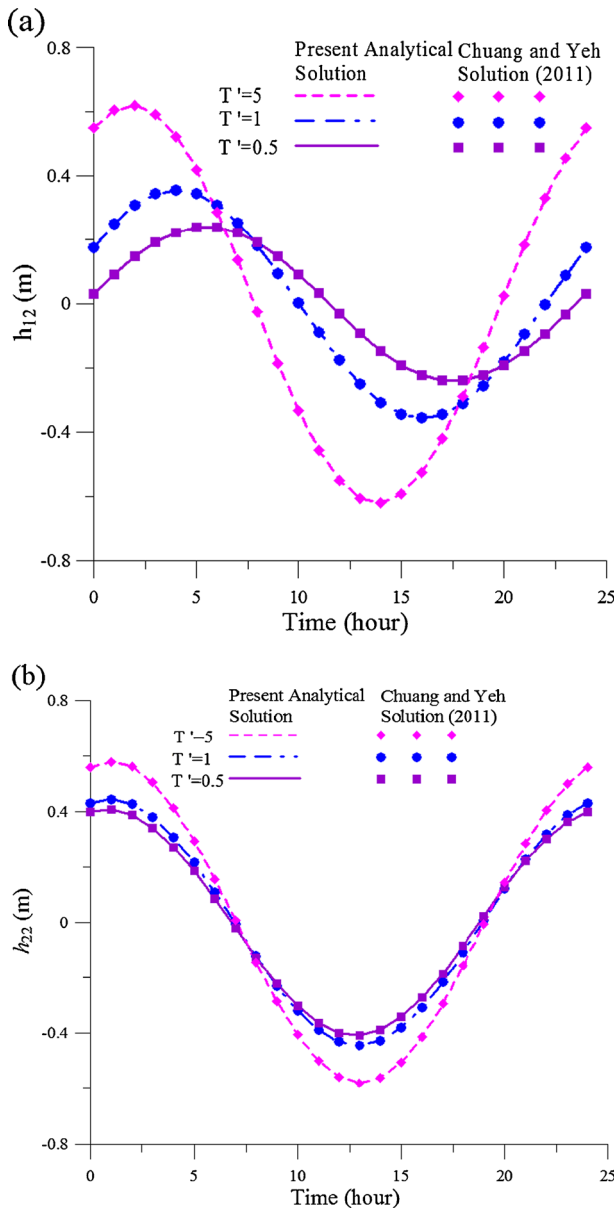 (a)
0.8
Present Analytical Chuang and Yeh
Solution Solution (2011)
T '=5
T '=1
T '=0.5
0.4
0
-0.4
-0.8
h12 (m)
0 5 10 15 20 25
Time (hour)
(b)
0.8
Present Analytical Chuang and Yeh
Solution Solution (2011)
T '–5
T '=1
T '=0.5
0.4
0
-0.4
-0.8
h22 (m)
0 5 10 15 20 25
Time (hour)